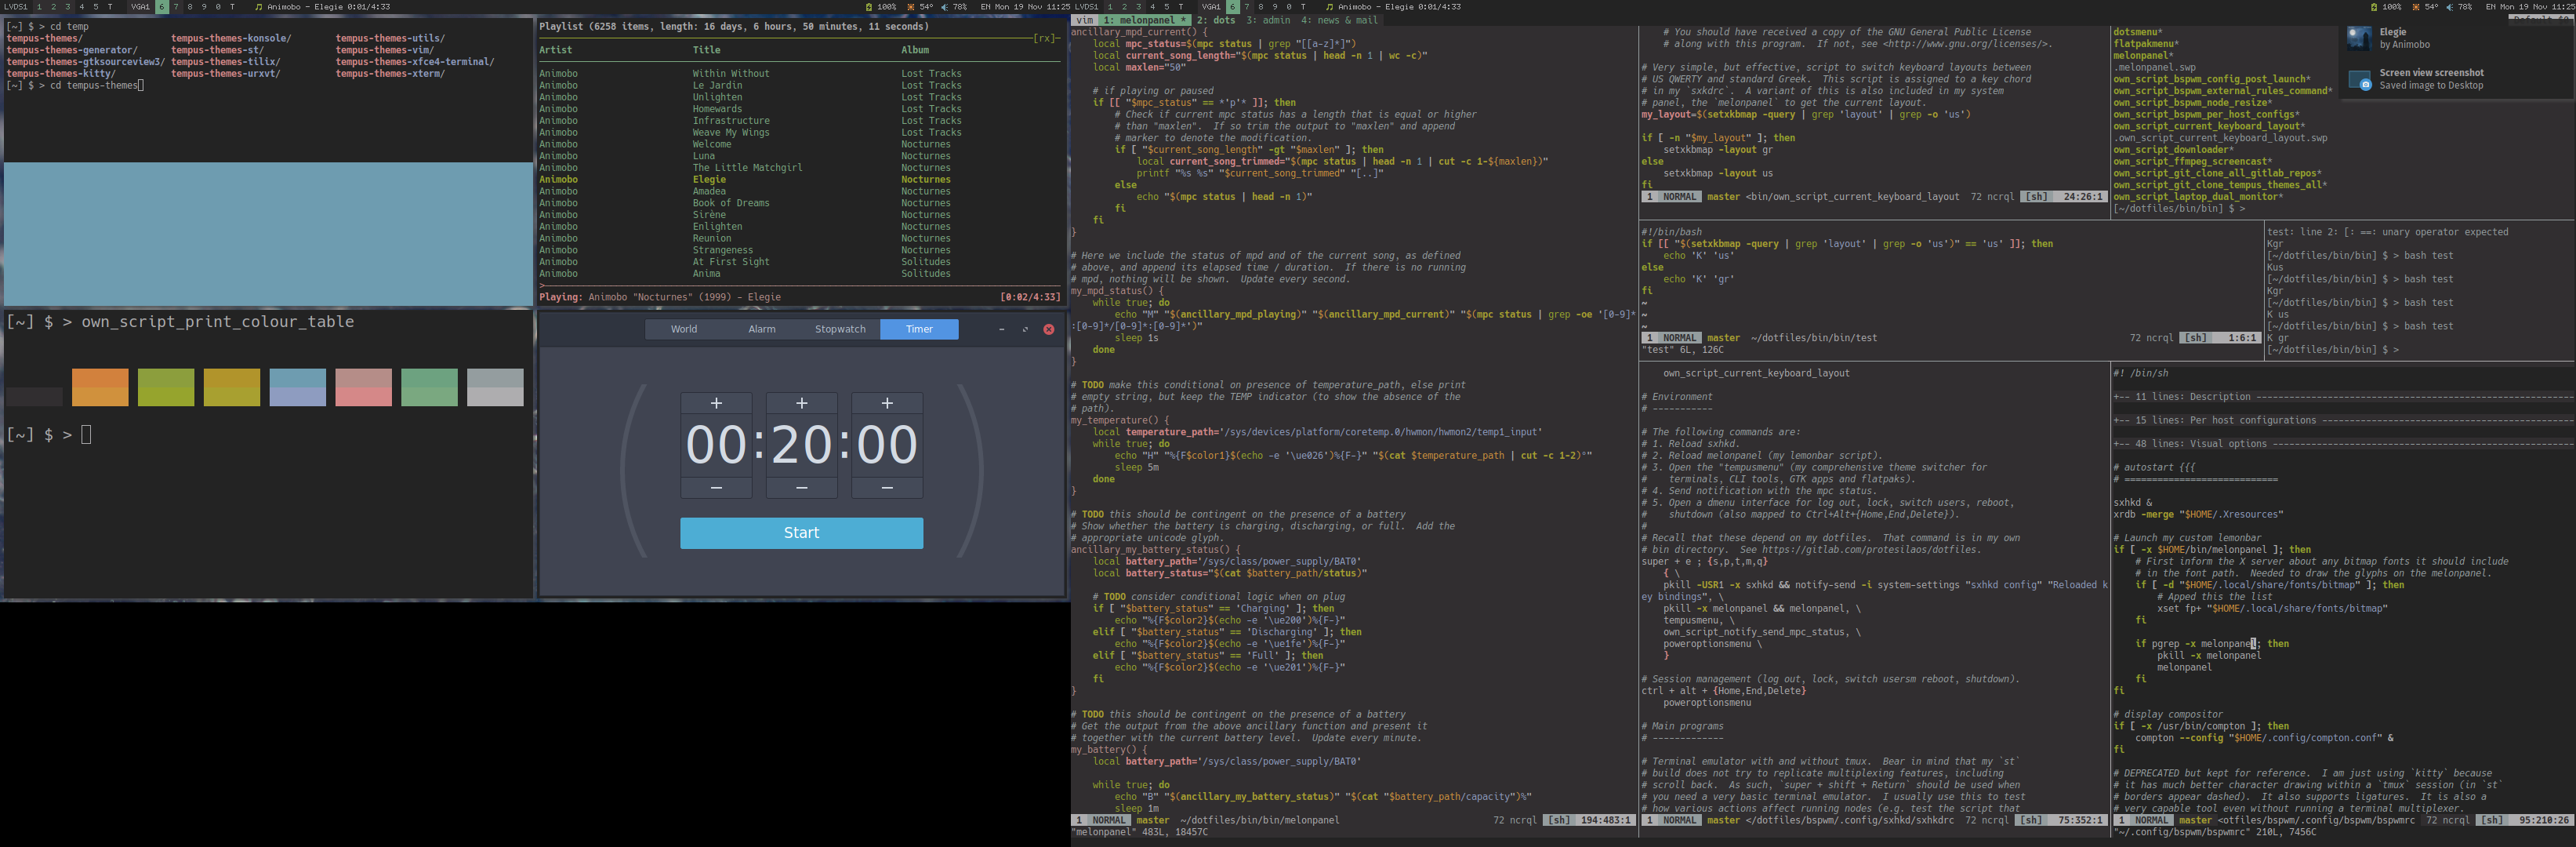 LVDS1 1 2 3 4 5 T VGA1 6 7 8 9 0 T Animobo - Elegie 0:01/4:33 100% 54° 78% EN Mon 19 Nov 11:25
[~] $ > cd temp
tempus-themes/ tempus-themes-konsole/ tempus-themes-utils/
tempus-themes-generator/ tempus-themes-st/ tempus-themes-vim/
tempus-themes-gtksourceview3/ tempus-themes-tilix/ tempus-themes-xfce4-terminal/
tempus-themes-kitty/ tempus-themes-urxvt/ tempus-themes-xterm/
[~] $ > cd tempus-themes
Playlist (6258 items, length: 16 days, 6 hours, 50 minutes, 11 seconds)
[rx]
Artist Title Album
Animobo Within Without Lost Tracks
Animobo Le Jardin Lost Tracks
Animobo Unlighten Lost Tracks
Animobo Homewards Lost Tracks
Animobo Infrastructure Lost Tracks
Animobo Weave My Wings Lost Tracks
Animobo Welcome Nocturnes
Animobo Luna Nocturnes
Animobo The Little Matchgirl Nocturnes
Animobo Elegie Nocturnes
Animobo Amadea Nocturnes
Animobo Book of Dreams Nocturnes
Animobo Sirène Nocturnes
Animobo Enlighten Nocturnes
Animobo Reunion Nocturnes
Animobo Strangeness Nocturnes
Animobo At First Sight Solitudes
Animobo Anima Solitudes
Playing: Animobo "Nocturnes" (1999) - Elegie [0:02/4:33]
[~] $ > own_script_print_colour_table
[~] $ >
World Alarm Stopwatch Timer
+ + +
00:20:00
− − −
Start
LVDS1 1 2 3 4 5 T VGA1 6 7 8 9 0 T Animobo - Elegie 0:01/4:33 100% 54° 78% EN Mon 19 Nov 11:25
vim 1: melonpanel * 2: dots 3: admin 4: news & mail
ancillary_mpd_current() {
local mpc_status=$(mpc status | grep "[[a-z]*]")
local current_song_length="$(mpc status | head -n 1 | wc -c)"
local maxlen="50"
# if playing or paused
if [[ "$mpc_status" == *'p'* ]]; then
# Check if current mpc status has a length that is equal or higher
# than "maxlen". If so trim the output to "maxlen" and append
# marker to denote the modification.
if [ "$current_song_length" -gt "$maxlen" ]; then
local current_song_trimmed="$(mpc status | head -n 1 | cut -c 1-${maxlen})"
printf "%s %s" "$current_song_trimmed" "[..]"
else
echo "$(mpc status | head -n 1)"
fi
fi
}
# Here we include the status of mpd and of the current song, as defined
# above, and append its elapsed time / duration. If there is no running
# mpd, nothing will be shown. Update every second.
my_mpd_status() {
while true; do
echo "M" "$(ancillary_mpd_playing)" "$(ancillary_mpd_current)" "$(mpc status | grep -oe '[0-9]*
:[0-9]*/[0-9]*:[0-9]*')"
sleep 1s
done
}
# TODO make this conditional on presence of temperature_path, else print
# empty string, but keep the TEMP indicator (to show the absence of the
# path).
my_temperature() {
local temperature_path='/sys/devices/platform/coretemp.0/hwmon/hwmon2/temp1_input'
while true; do
echo "H" "%{F$color1}$(echo -e '\ue026')%{F-}" "$(cat $temperature_path | cut -c 1-2)°"
sleep 5m
done
}
# TODO this should be contingent on the presence of a battery
# Show whether the battery is charging, discharging, or full. Add the
# appropriate unicode glyph.
ancillary_my_battery_status() {
local battery_path='/sys/class/power_supply/BAT0'
local battery_status="$(cat $battery_path/status)"
# TODO consider conditional logic when on plug
if [ "$battery_status" == 'Charging' ]; then
echo "%{F$color2}$(echo -e '\ue200')%{F-}"
elif [ "$battery_status" == 'Discharging' ]; then
echo "%{F$color2}$(echo -e '\ue1fe')%{F-}"
elif [ "$battery_status" == 'Full' ]; then
echo "%{F$color2}$(echo -e '\ue201')%{F-}"
fi
}
# TODO this should be contingent on the presence of a battery
# Get the output from the above ancillary function and present it
# together with the current battery level. Update every minute.
my_battery() {
local battery_path='/sys/class/power_supply/BAT0'
while true; do
echo "B" "$(ancillary_my_battery_status)" "$(cat "$battery_path/capacity")%"
sleep 1m
1 NORMAL master ~/dotfiles/bin/bin/melonpanel 72 ncrql [sh] 194:483:1
"melonpanel" 483L, 18457C
# You should have received a copy of the GNU General Public License
# along with this program. If not, see <http://www.gnu.org/licenses/>.
# Very simple, but effective, script to switch keyboard layouts between
# US QWERTY and standard Greek. This script is assigned to a key chord
# in my `sxkdrc`. A variant of this is also included in my system
# panel, the `melonpanel` to get the current layout.
my_layout=$(setxkbmap -query | grep 'layout' | grep -o 'us')
if [ -n "$my_layout" ]; then
setxkbmap -layout gr
else
setxkbmap -layout us
fi
1 NORMAL master <bin/own_script_current_keyboard_layout 72 ncrql [sh] 24:26:1
dotsmenu*
flatpakmenu*
melonpanel*
.melonpanel.swp
own_script_bspwm_config_post_launch*
own_script_bspwm_external_rules_command*
own_script_bspwm_node_resize*
own_script_bspwm_per_host_configs*
own_script_current_keyboard_layout*
.own_script_current_keyboard_layout.swp
own_script_downloader*
own_script_ffmpeg_screencast*
own_script_git_clone_all_gitlab_repos*
own_script_git_clone_tempus_themes_all*
own_script_laptop_dual_monitor*
[~/dotfiles/bin/bin] $ >
Elegie
by Animobo
Screen view screenshot
Saved image to Desktop
#!/bin/bash
if [[ "$(setxkbmap -query | grep 'layout' | grep -o 'us')" == 'us' ]]; then
echo 'K' 'us'
else
echo 'K' 'gr'
fi
~
~
~
1 NORMAL master ~/dotfiles/bin/bin/test 72 ncrql [sh] 1:6:1
"test" 6L, 126C
test: line 2: [: ==: unary operator expected
Kgr
[~/dotfiles/bin/bin] $ > bash test
Kus
[~/dotfiles/bin/bin] $ > bash test
Kgr
[~/dotfiles/bin/bin] $ > bash test
K us
[~/dotfiles/bin/bin] $ > bash test
K gr
[~/dotfiles/bin/bin] $ >
own_script_current_keyboard_layout
# Environment
# -----------
# The following commands are:
# 1. Reload sxhkd.
# 2. Reload melonpanel (my lemonbar script).
# 3. Open the "tempusmenu" (my comprehensive theme switcher for
# terminals, CLI tools, GTK apps and flatpaks).
# 4. Send notification with the mpc status.
# 5. Open a dmenu interface for log out, lock, switch users, reboot,
# shutdown (also mapped to Ctrl+Alt+{Home,End,Delete}).
#
# Recall that these depend on my dotfiles. That command is in my own
# bin directory. See https://gitlab.com/protesilaos/dotfiles.
super + e ; {s,p,t,m,q}
{ \
pkill -USR1 -x sxhkd && notify-send -i system-settings "sxhkd config" "Reloaded k
ey bindings", \
pkill -x melonpanel && melonpanel, \
tempusmenu, \
own_script_notify_send_mpc_status, \
poweroptionsmenu \
}
# Session management (log out, lock, switch usersm reboot, shutdown).
ctrl + alt + {Home,End,Delete}
poweroptionsmenu
# Main programs
# -------------
# Terminal emulator with and without tmux. Bear in mind that my `st`
# build does not try to replicate multiplexing features, including
# scroll back. As such, `super + shift + Return` should be used when
# you need a very basic terminal emulator. I usually use this to test
# how various actions affect running nodes (e.g. test the script that
1 NORMAL master </dotfiles/bspwm/.config/sxhkd/sxhkdrc 72 ncrql [sh] 75:352:1
#! /bin/sh
+-- 11 lines: Description
+-- 15 lines: Per host configurations
+-- 48 lines: Visual options
# autostart {{{
# ============================
sxhkd &
xrdb -merge "$HOME/.Xresources"
# Launch my custom lemonbar
if [ -x $HOME/bin/melonpanel ]; then
# First inform the X server about any bitmap fonts it should include
# in the font path. Needed to draw the glyphs on the melonpanel.
if [ -d "$HOME/.local/share/fonts/bitmap" ]; then
# Apped this the list
xset fp+ "$HOME/.local/share/fonts/bitmap"
fi
if pgrep -x melonpanel; then
pkill -x melonpanel
melonpanel
fi
fi
# display compositor
if [ -x /usr/bin/compton ]; then
compton --config "$HOME/.config/compton.conf" &
fi
# DEPRECATED but kept for reference. I am just using `kitty` because
# it has much better character drawing within a `tmux` session (in `st`
# borders appear dashed). It also supports ligatures. It is also a
# very capable tool even without running a terminal multiplexer.
1 NORMAL master <otfiles/bspwm/.config/bspwm/bspwmrc 72 ncrql [sh] 95:210:26
"~/.config/bspwm/bspwmrc" 210L, 7456C